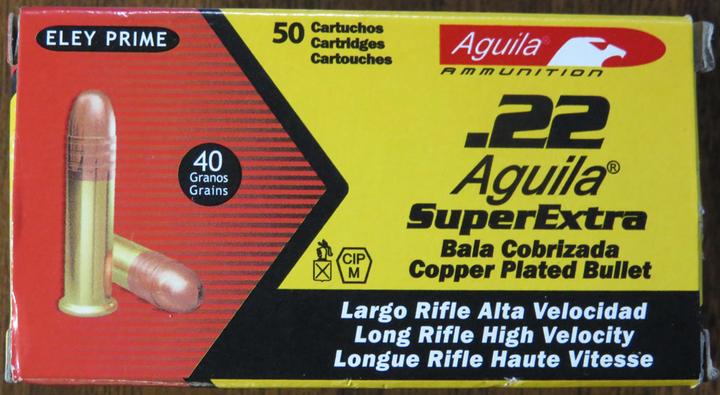 ELEY PRIME
50 Cartuchos
Cartridges
Cartouches
Aguila®
AMMUNITION
40
Granos
Grains
.22
Aguila®
SuperExtra
Bala Cobrizada
Copper Plated Bullet
CIP
M
Largo Rifle Alta Velocidad
Long Rifle High Velocity
Longue Rifle Haute Vitesse